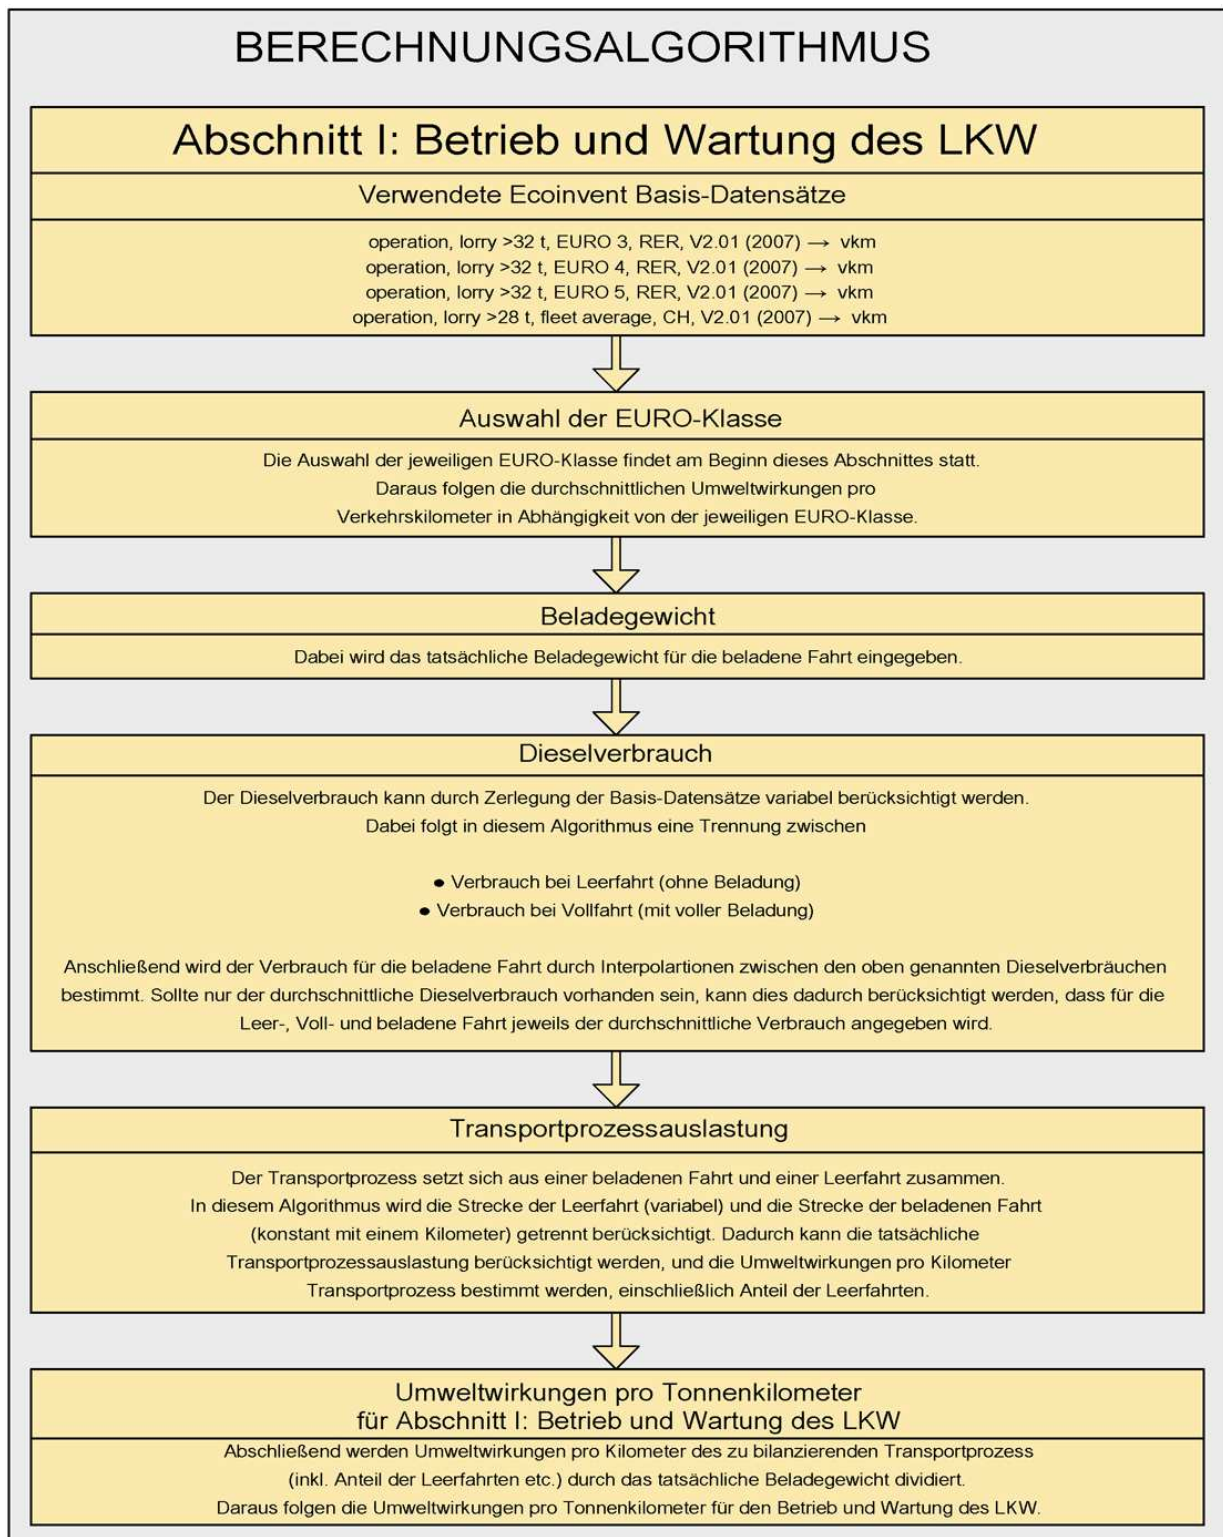 BERECHNUNGSALGORITHMUS
Abschnitt I: Betrieb und Wartung des LKW
Verwendete Ecoinvent Basis-Datensätze
operation, lorry >32 t, EURO 3, RER, V2.01 (2007) → vkm
operation, lorry >32 t, EURO 4, RER, V2.01 (2007) → vkm
operation, lorry >32 t, EURO 5, RER, V2.01 (2007) → vkm
operation, lorry >28 t, fleet average, CH, V2.01 (2007) → vkm
Auswahl der EURO-Klasse
Die Auswahl der jeweiligen EURO-Klasse findet am Beginn dieses Abschnittes statt.
Daraus folgen die durchschnittlichen Umweltwirkungen pro
Verkehrskilometer in Abhängigkeit von der jeweiligen EURO-Klasse.
Beladegewicht
Dabei wird das tatsächliche Beladegewicht für die beladene Fahrt eingegeben.
Dieselverbrauch
Der Dieselverbrauch kann durch Zerlegung der Basis-Datensätze variabel berücksichtigt werden.
Dabei folgt in diesem Algorithmus eine Trennung zwischen
● Verbrauch bei Leerfahrt (ohne Beladung)
● Verbrauch bei Vollfahrt (mit voller Beladung)
Anschließend wird der Verbrauch für die beladene Fahrt durch Interpolartionen zwischen den oben genannten Dieselverbräuchen
bestimmt. Sollte nur der durchschnittliche Dieselverbrauch vorhanden sein, kann dies dadurch berücksichtigt werden, dass für die
Leer-, Voll- und beladene Fahrt jeweils der durchschnittliche Verbrauch angegeben wird.
Transportprozessauslastung
Der Transportprozess setzt sich aus einer beladenen Fahrt und einer Leerfahrt zusammen.
In diesem Algorithmus wird die Strecke der Leerfahrt (variabel) und die Strecke der beladenen Fahrt
(konstant mit einem Kilometer) getrennt berücksichtigt. Dadurch kann die tatsächliche
Transportprozessauslastung berücksichtigt werden, und die Umweltwirkungen pro Kilometer
Transportprozess bestimmt werden, einschließlich Anteil der Leerfahrten.
Umweltwirkungen pro Tonnenkilometer
für Abschnitt I: Betrieb und Wartung des LKW
Abschließend werden Umweltwirkungen pro Kilometer des zu bilanzierenden Transportprozess
(inkl. Anteil der Leerfahrten etc.) durch das tatsächliche Beladegewicht dividiert.
Daraus folgen die Umweltwirkungen pro Tonnenkilometer für den Betrieb und Wartung des LKW.